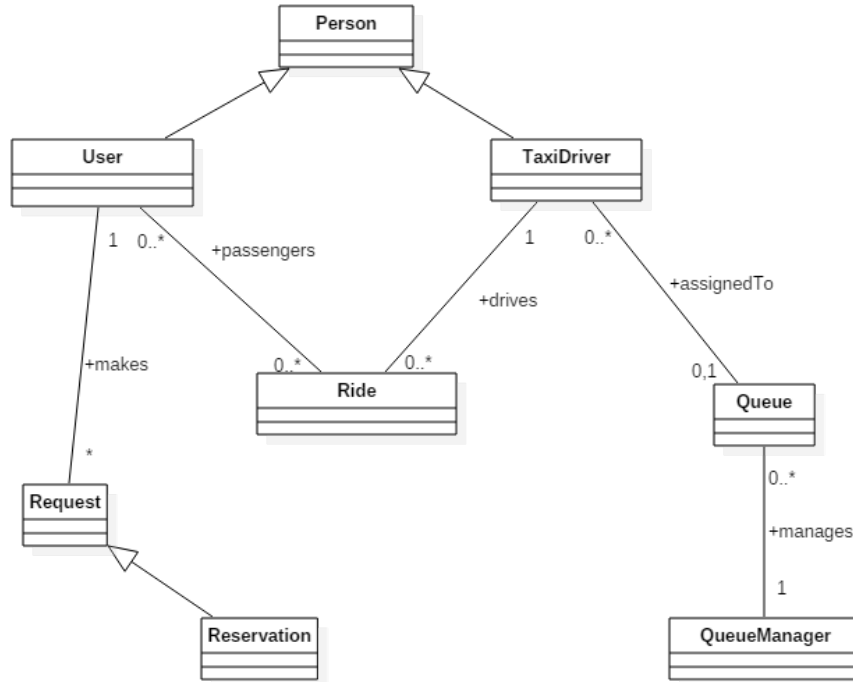 Person
User
TaxiDriver
1
0..*
+passengers
1
0..*
+assignedTo
+drives
+makes
0..*
0..*
0,1
Ride
Queue
*
0..*
Request
+manages
1
Reservation
QueueManager